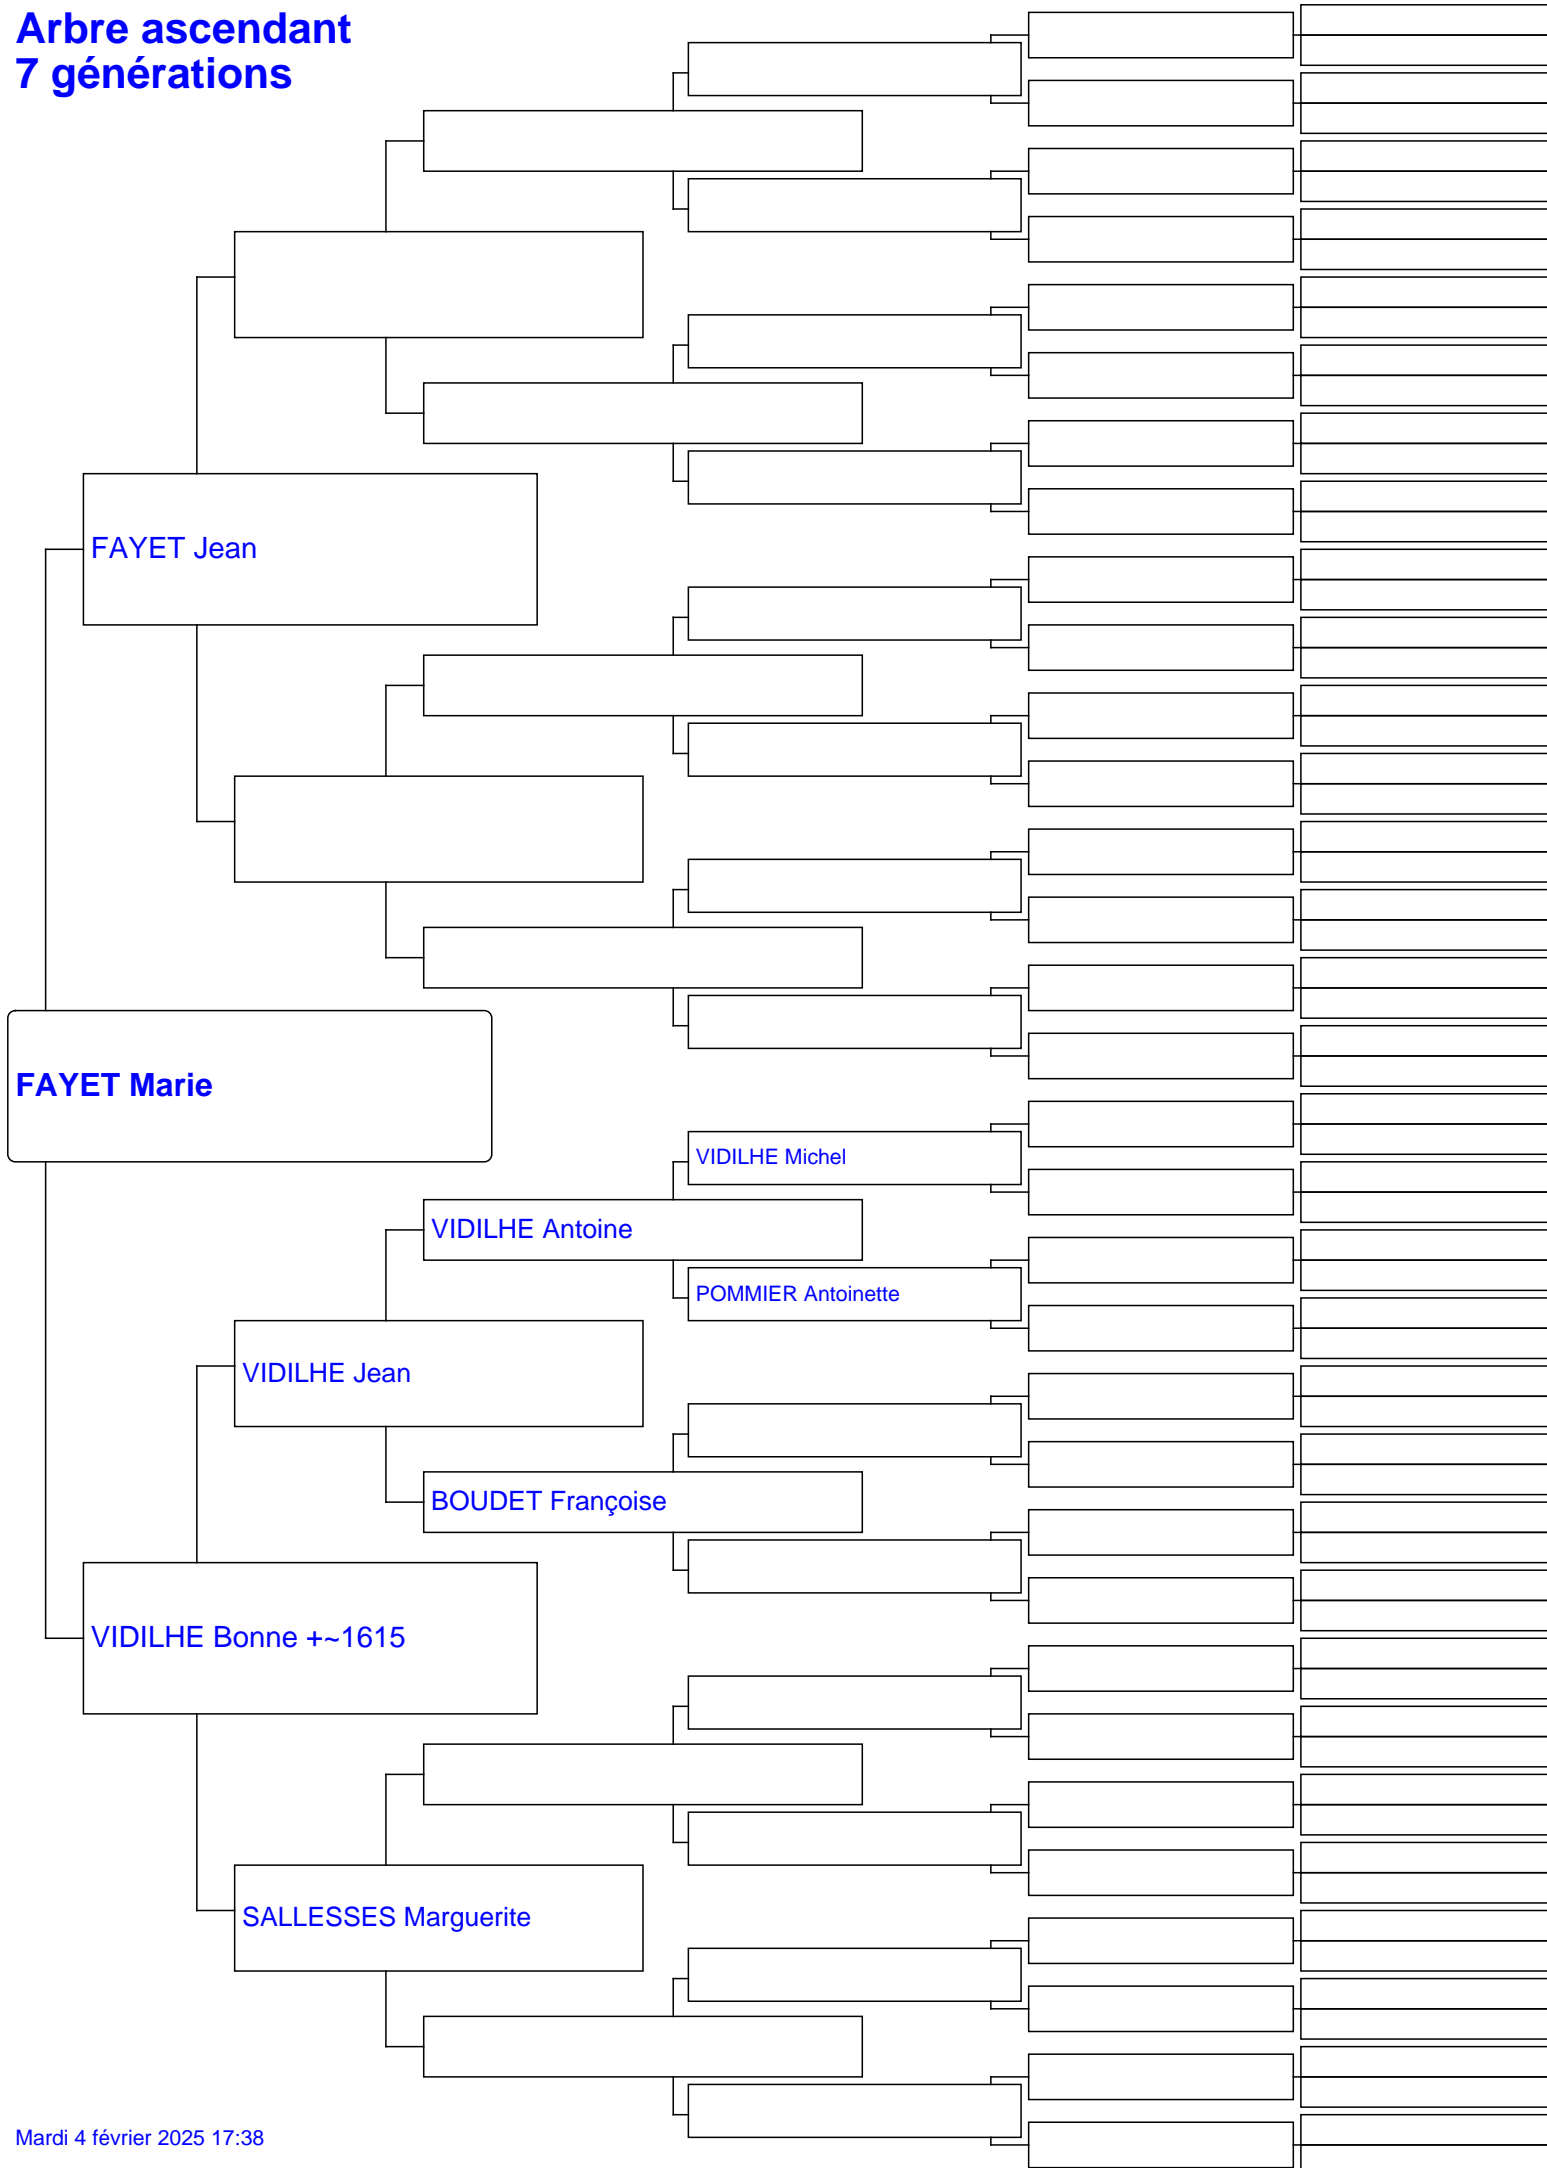 Arbre ascendant
7 générations
FAYET Jean
FAYET Marie
VIDILHE Michel
VIDILHE Antoine
POMMIER Antoinette
VIDILHE Jean
BOUDET Françoise
VIDILHE Bonne +~1615
SALLESSES Marguerite
Mardi 4 février 2025 17:38